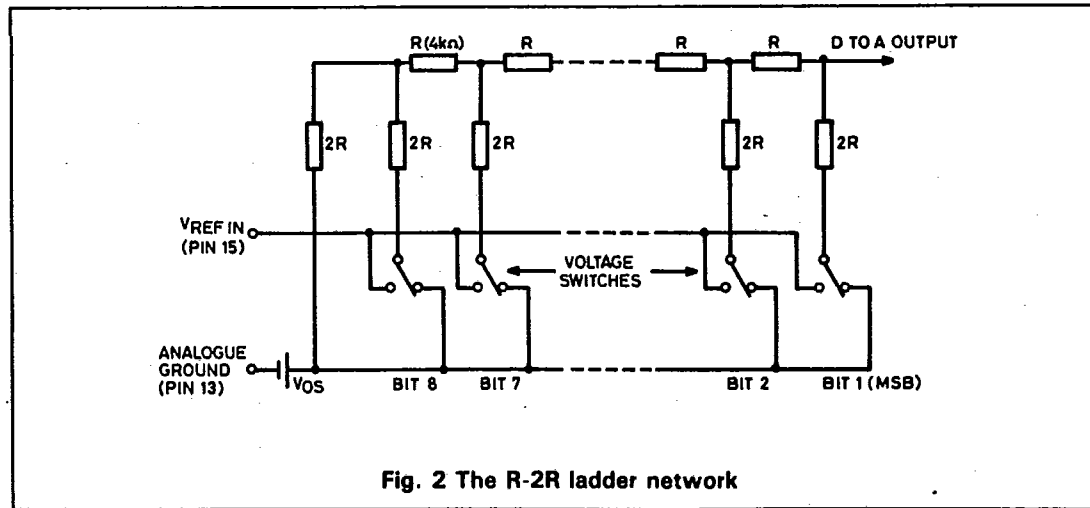 R(4kΩ) R R R D TO A OUTPUT
2R 2R 2R 2R 2R
VREF IN
(PIN 15)
VOLTAGE
SWITCHES
ANALOGUE
GROUND
(PIN 13)
VOS
BIT 8 BIT 7 BIT 2 BIT 1 (MSB)
Fig. 2 The R-2R ladder network